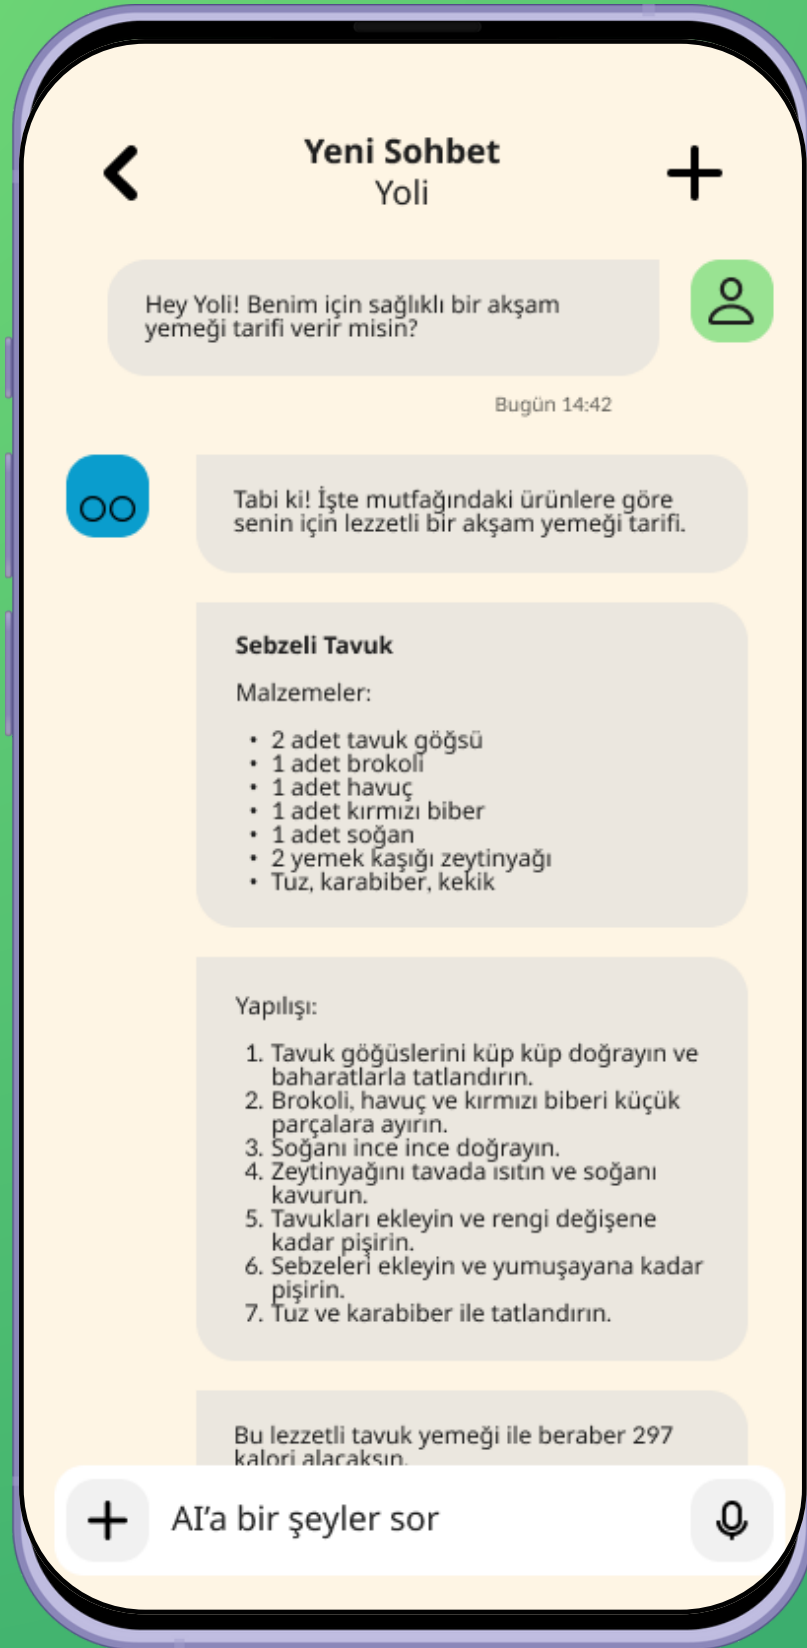 Yeni Sohbet
Yoli
Hey Yoli! Benim için sağlıklı bir akşam
yemeği tarifi verir misin?
Bugün 14:42
Tabi ki! İşte mutfağındaki ürünlere göre
senin için lezzetli bir akşam yemeği tarifi.
Sebzeli Tavuk
Malzemeler:
• 2 adet tavuk göğsü
• 1 adet brokoli
• 1 adet havuç
• 1 adet kırmızı biber
• 1 adet soğan
• 2 yemek kaşığı zeytinyağı
• Tuz, karabiber, kekik
Yapılışı:
1. Tavuk göğüslerini küp küp doğrayın ve
baharatlarla tatlandırın.
2. Brokoli, havuç ve kırmızı biberi küçük
parçalara ayırın.
3. Soğanı ince ince doğrayın.
4. Zeytinyağını tavada ısıtın ve soğanı
kavurun.
5. Tavukları ekleyin ve rengi değişene
kadar pişirin.
6. Sebzeleri ekleyin ve yumuşayana kadar
pişirin.
7. Tuz ve karabiber ile tatlandırın.
Bu lezzetli tavuk yemeği ile beraber 297
kalori alacaksın.
AI’a bir şeyler sor